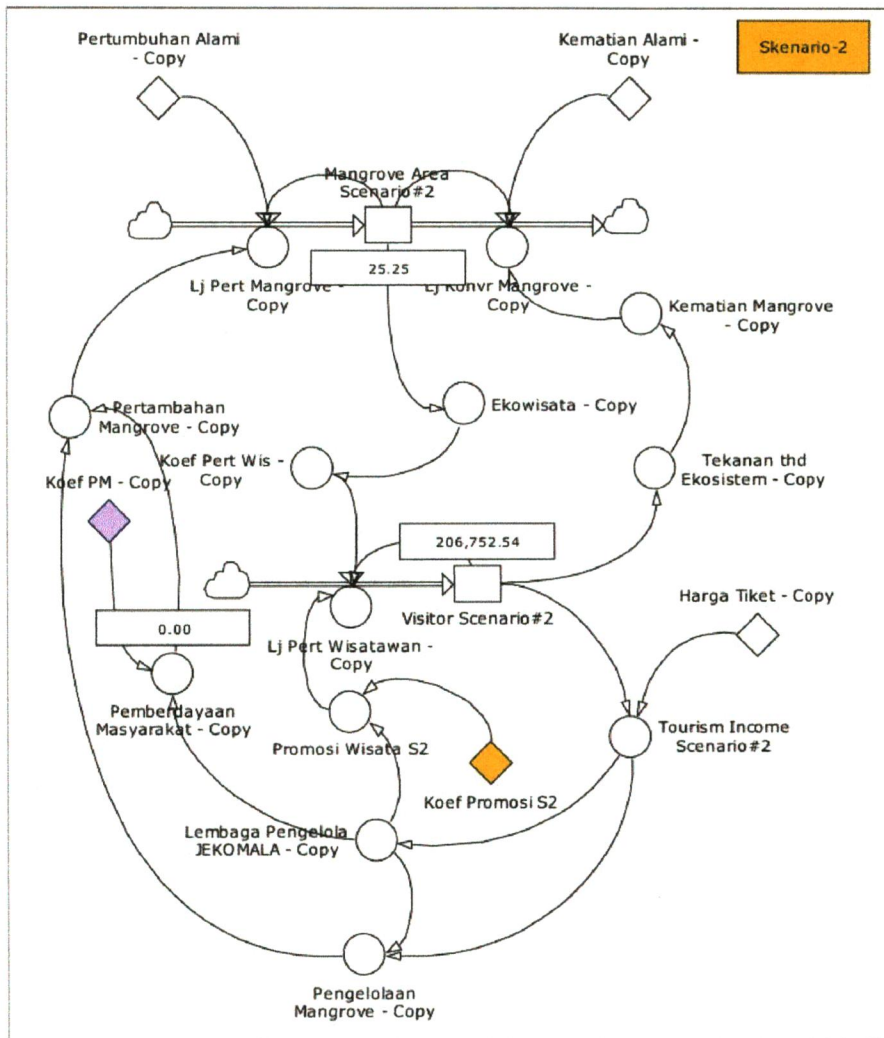 Pertumbuhan Alami
- Copy
Kematian Alami -
Copy
Skenario-2
Mangrove Area
Scenario#2
25.25
Lj Pert Mangrove -
Copy
Lj Konvr Mangrove -
Copy
Kematian Mangrove
- Copy
Pertambahan
Mangrove - Copy
Ekowisata - Copy
Koef Pert Wis -
Copy
Koef PM - Copy
Tekanan thd
Ekosistem - Copy
206,752.54
Visitor Scenario#2
Harga Tiket - Copy
0.00
Lj Pert Wisatawan -
Copy
Pemberdayaan
Masyarakat - Copy
Promosi Wisata S2
Tourism Income
Scenario#2
Koef Promosi S2
Lembaga Pengelola
JEKOMALA - Copy
Pengelolaan
Mangrove - Copy